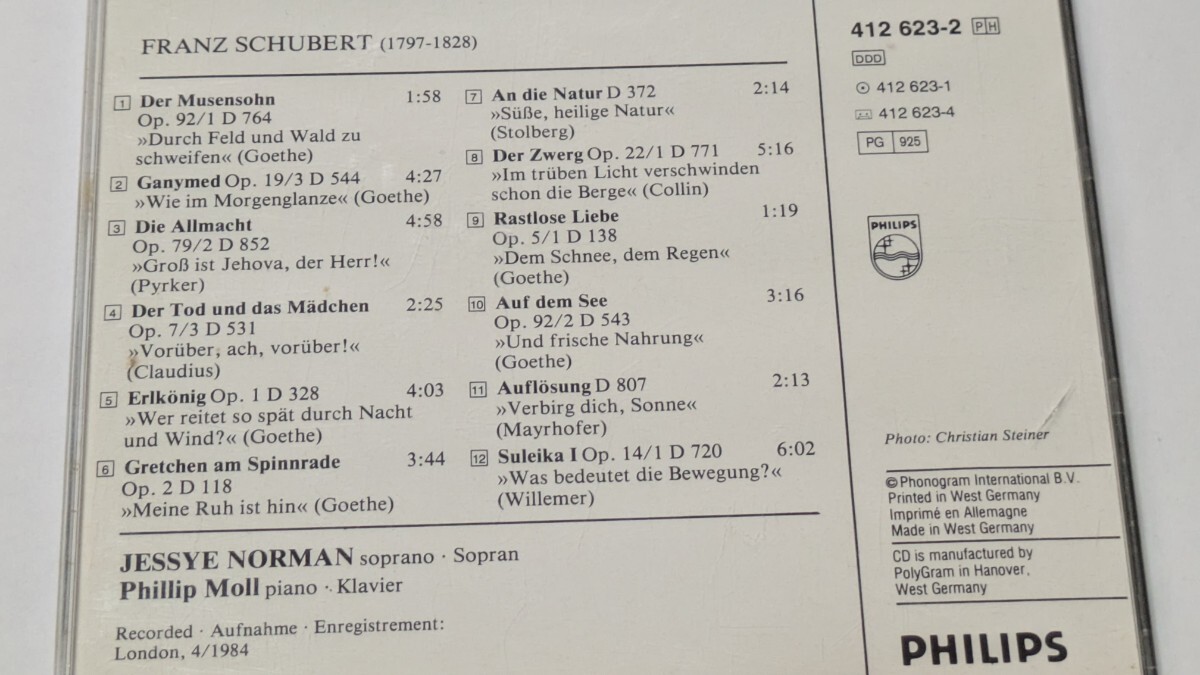 FRANZ SCHUBERT (1797-1828)
1 Der Musensohn 1:58
Op. 92/1 D 764
»Durch Feld und Wald zu
schweifen« (Goethe)
2 Ganymed Op. 19/3 D 544 4:27
»Wie im Morgenglanze« (Goethe)
3 Die Allmacht 4:58
Op. 79/2 D 852
»Groß ist Jehova, der Herr!«
(Pyrker)
4 Der Tod und das Mädchen 2:25
Op. 7/3 D 531
»Vorüber, ach, vorüber!«
(Claudius)
5 Erlkönig Op. 1 D 328 4:03
»Wer reitet so spät durch Nacht
und Wind?« (Goethe)
6 Gretchen am Spinnrade 3:44
Op. 2 D 118
»Meine Ruh ist hin« (Goethe)
7 An die Natur D 372 2:14
»Süße, heilige Natur«
(Stolberg)
8 Der Zwerg Op. 22/1 D 771 5:16
»Im trüben Licht verschwinden
schon die Berge« (Collin)
9 Rastlose Liebe 1:19
Op. 5/1 D 138
»Dem Schnee, dem Regen«
(Goethe)
10 Auf dem See 3:16
Op. 92/2 D 543
»Und frische Nahrung«
(Goethe)
11 Auflösung D 807 2:13
»Verbirg dich, Sonne«
(Mayrhofer)
12 Suleika I Op. 14/1 D 720 6:02
»Was bedeutet die Bewegung?«
(Willemer)
JESSYE NORMAN soprano · Sopran
Phillip Moll piano · Klavier
Recorded · Aufnahme · Enregistrement:
London, 4/1984
412 623-2 PH
DDD
412 623-1
412 623-4
PG 925
PHILIPS
Photo: Christian Steiner
© Phonogram International B.V.
Printed in West Germany
Imprimé en Allemagne
Made in West Germany
CD is manufactured by
PolyGram in Hanover,
West Germany
PHILIPS